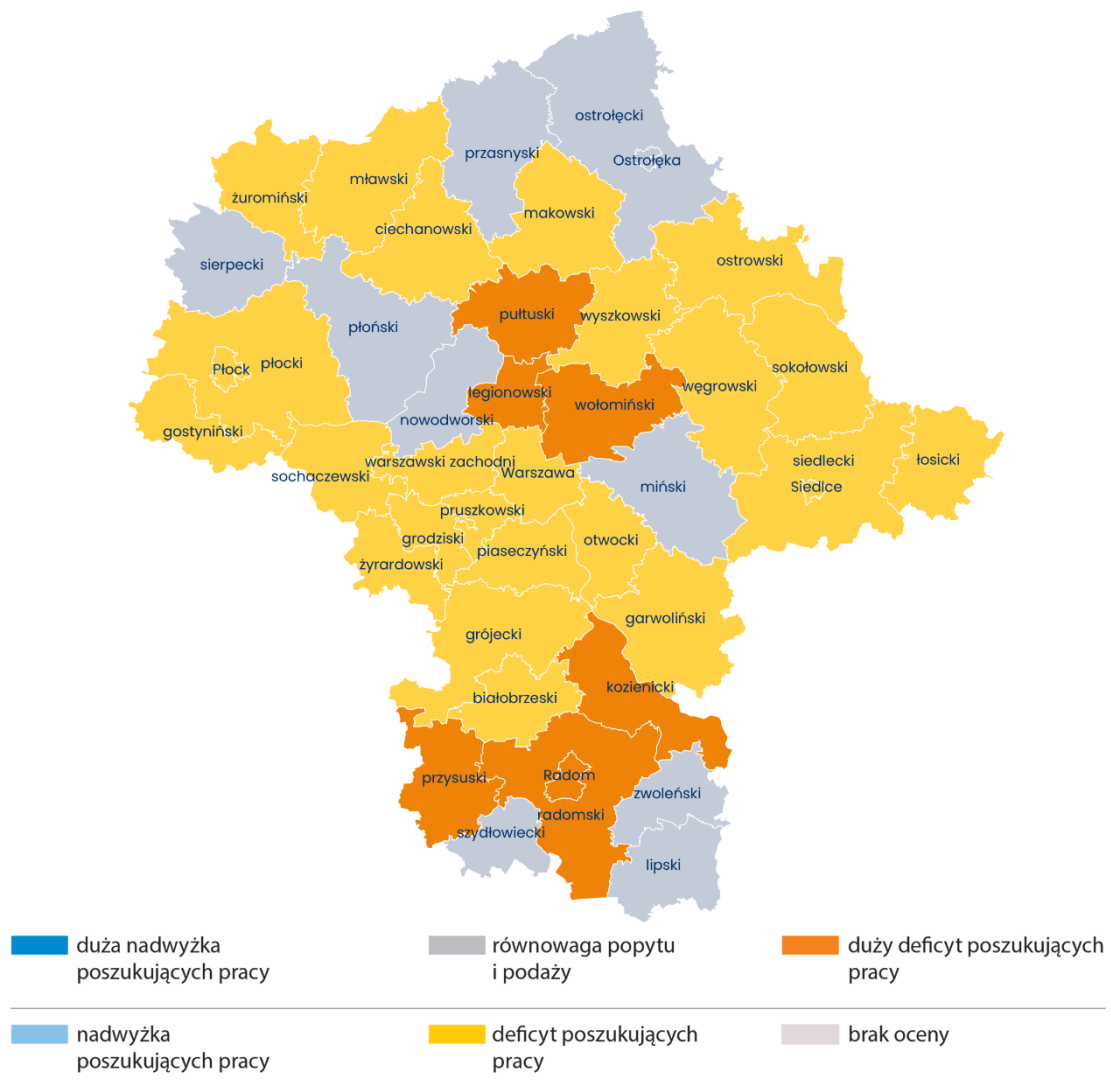 ostrołęcki
przasnyski
Ostrołęka
mławski
żuromiński
makowski
ciechanowski
ostrowski
sierpecki
pułtuski
wyszkowski
płoński
płocki
Płock
sokołowski
węgrowski
legionowski
wołomiński
nowodworski
gostyniński
warszawski zachodni
siedlecki
łosicki
sochaczewski
Warszawa
miński
Siedlce
pruszkowski
grodziski
otwocki
piaseczyński
żyrardowski
garwoliński
grójecki
kozienicki
białobrzeski
przysuski
Radom
zwoleński
radomski
szydłowiecki
lipski
duża nadwyżka
poszukujących pracy
równowaga popytu
i podaży
duży deficyt poszukujących
pracy
nadwyżka
poszukujących pracy
deficyt poszukujących
pracy
brak oceny